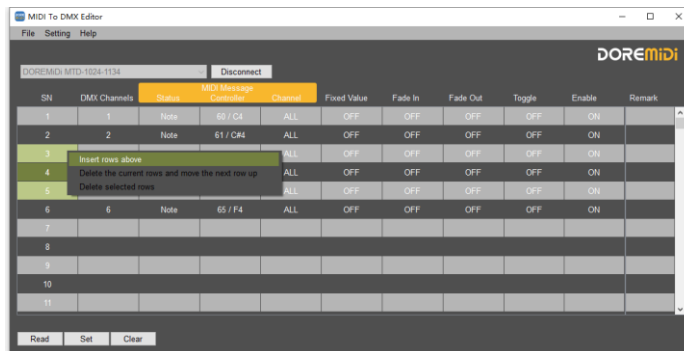 MIDI To DMX Editor
File Setting Help
DOREMiDi
DOREMiDi MTD-1024-1134 Disconnect
MIDI Message
SN DMX Channels Status Controller Channel Fixed Value Fade In Fade Out Toggle Enable Remark
1 1 Note 60 / C4 ALL OFF OFF OFF OFF ON
2 2 Note 61 / C#4 ALL OFF OFF OFF OFF ON
3 Insert rows above ALL OFF OFF OFF OFF ON
4 Delete the current rows and move the next row up ALL OFF OFF OFF OFF ON
5 Delete selected rows ALL OFF OFF OFF OFF ON
6 6 Note 65 / F4 ALL OFF OFF OFF OFF ON
7
8
9
10
11
Read Set Clear